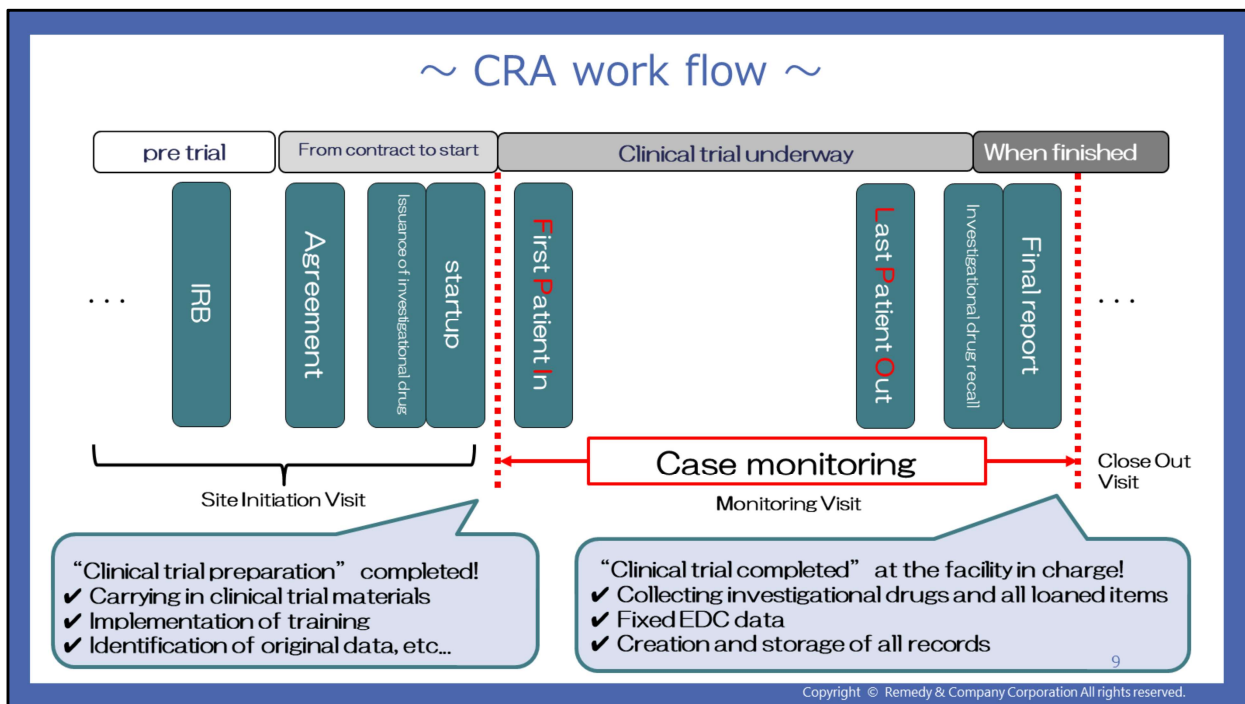 ～ CRA work flow ～
pre trial
From contract to start
Clinical trial underway
When finished
...
IRB
Agreement
Issuance of investigational drug
startup
First Patient In
Last Patient Out
Investigational drug recall
Final report
...
Case monitoring
Site Initiation Visit
Monitoring Visit
Close Out
Visit
“Clinical trial preparation” completed!
✔ Carrying in clinical trial materials
✔ Implementation of training
✔ Identification of original data, etc...
“Clinical trial completed” at the facility in charge!
✔ Collecting investigational drugs and all loaned items
✔ Fixed EDC data
✔ Creation and storage of all records
9
Copyright © Remedy & Company Corporation All rights reserved.